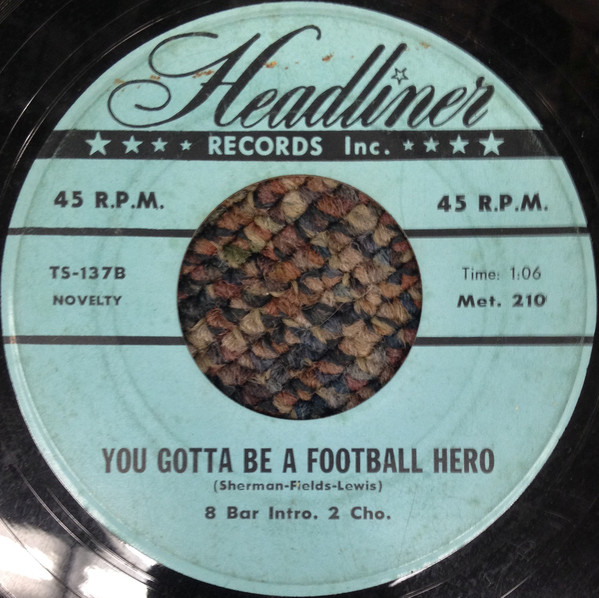 Headliner
RECORDS Inc.
45 R.P.M.
45 R.P.M.
TS-137B
NOVELTY
Time: 1:06
Met. 210
YOU GOTTA BE A FOOTBALL HERO
(Sherman-Fields-Lewis)
8 Bar Intro. 2 Cho.